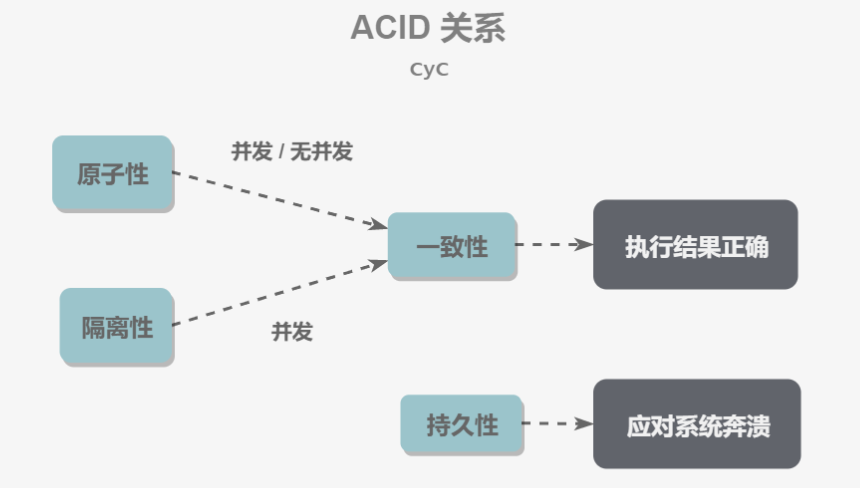 ACID 关系
CyC
并发 / 无并发
原子性
一致性
执行结果正确
隔离性
并发
持久性
应对系统奔溃